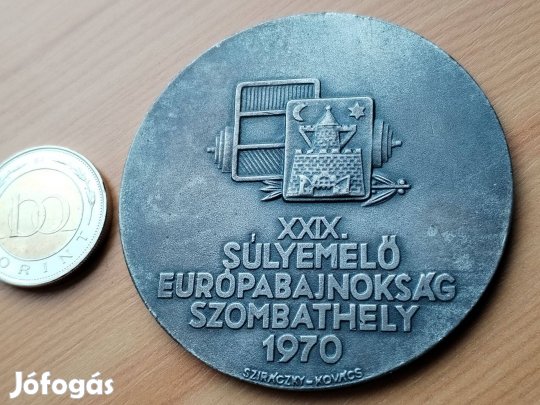 XXIX.
SÚLYEMELŐ
EURÓPABAJNOKSÁG
SZOMBATHELY
1970
SZIRÁCZKY-KOVÁCS
100
FORINT
Jófogás